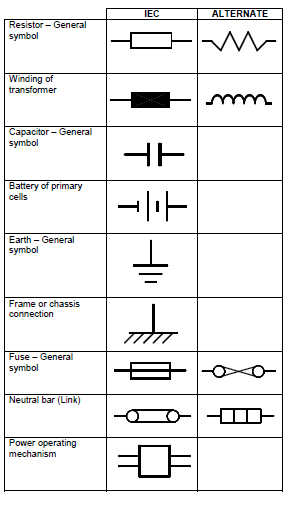 IEC ALTERNATE
Resistor – General
symbol
Winding of
transformer
Capacitor – General
symbol
Battery of primary
cells
Earth – General
symbol
Frame or chassis
connection
Fuse – General
symbol
Neutral bar (Link)
Power operating
mechanism